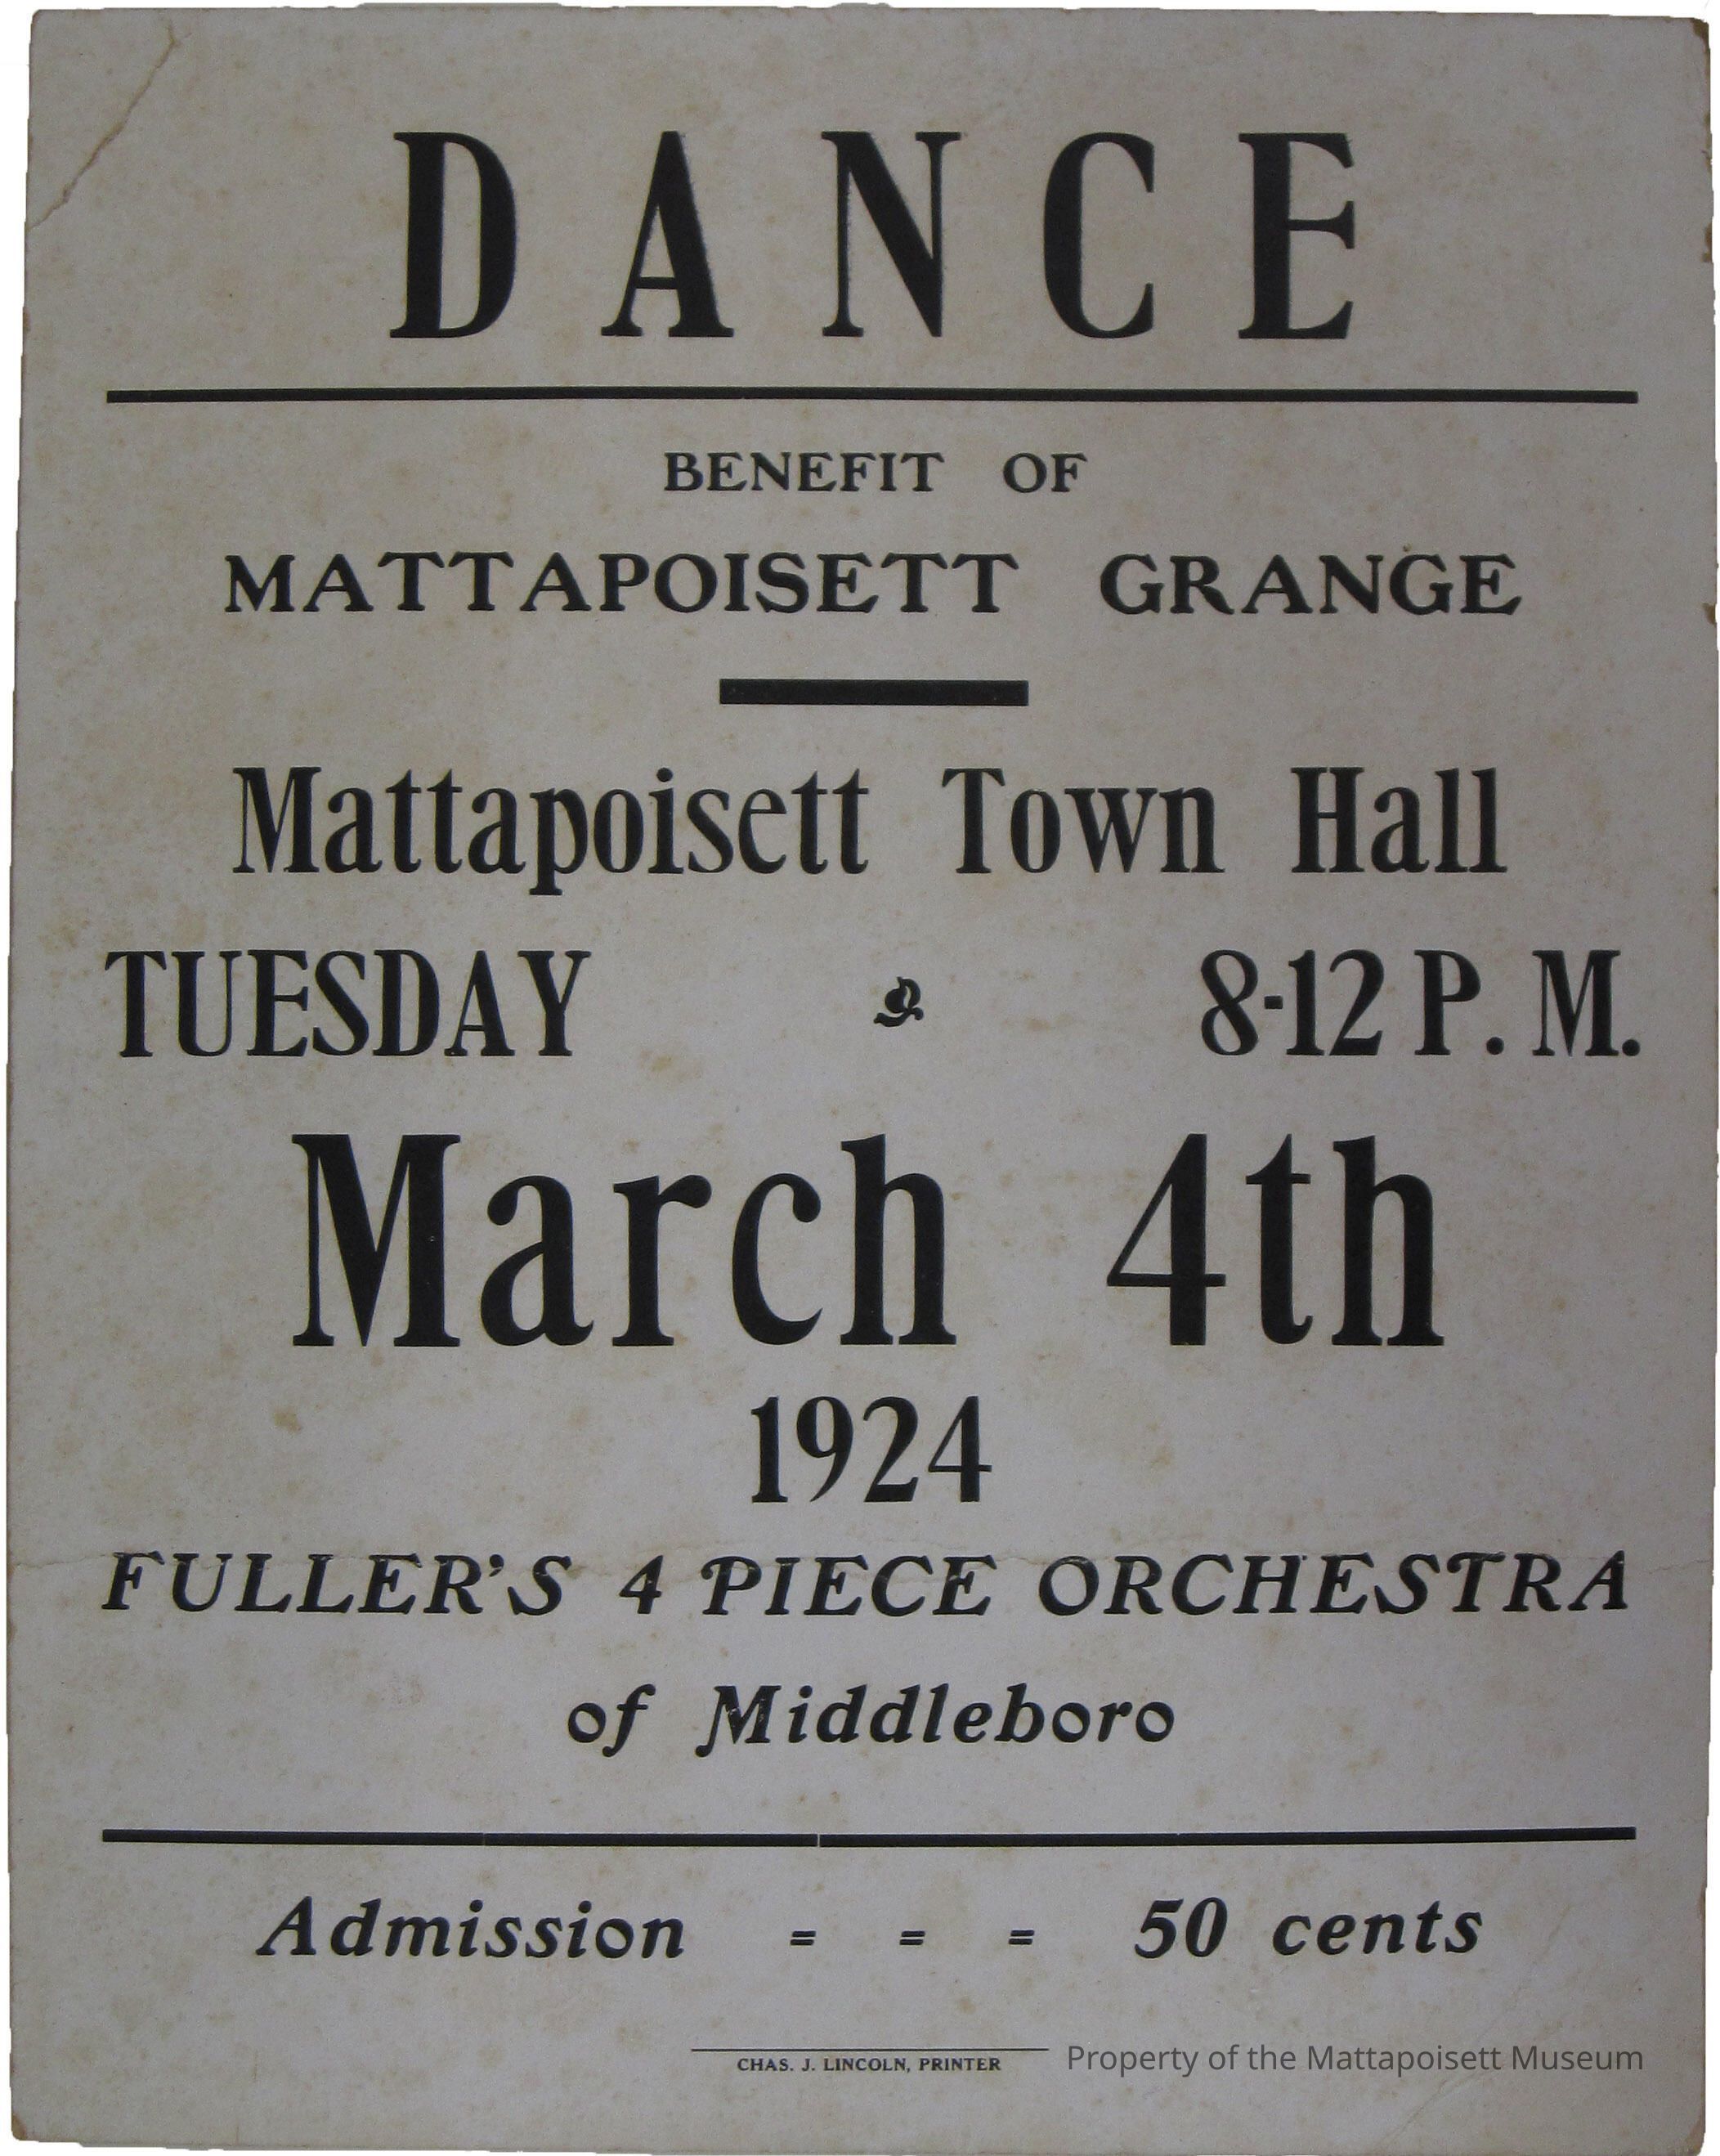 DANCE
BENEFIT OF
MATTAPOISETT GRANGE
Mattapoisett Town Hall
TUESDAY 8-12 P. M.
March 4th
1924
FULLER'S 4 PIECE ORCHESTRA
of Middleboro
Admission = = = 50 cents
CHAS. J. LINCOLN, PRINTER
Property of the Mattapoisett Museum